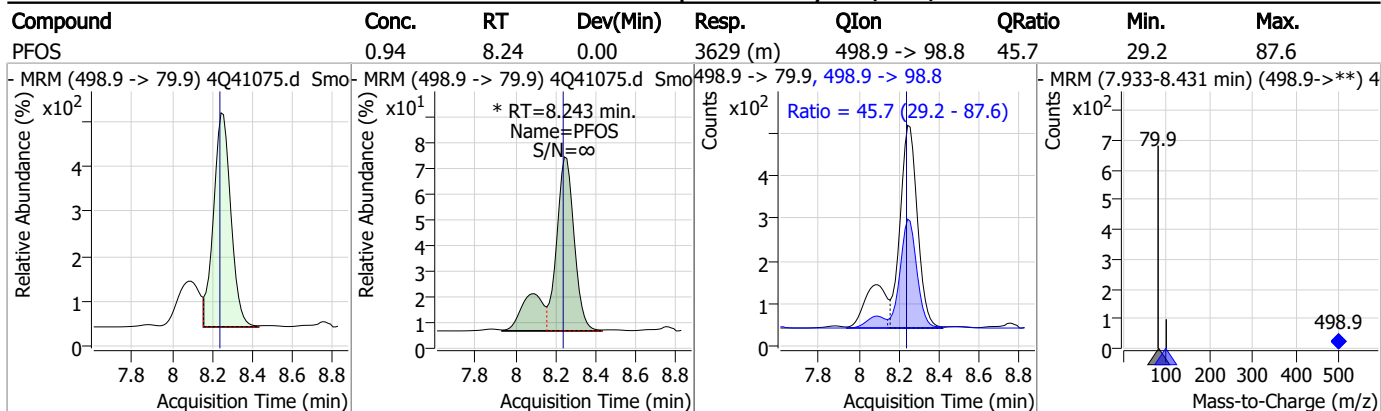 Compound Conc. RT Dev(Min) Resp. QIon QRatio Min. Max.
PFOS 0.94 8.24 0.00 3629 (m) 498.9 -> 98.8 45.7 29.2 87.6
- MRM (498.9 -> 79.9) 4Q41075.d Smo
Relative Abundance (%)
x10²
4
3
2
1
0
7.8 8 8.2 8.4 8.6 8.8
Acquisition Time (min)
- MRM (498.9 -> 79.9) 4Q41075.d Smo
Relative Abundance (%)
x10¹
* RT=8.243 min.
Name=PFOS
S/N=∞
8
7
6
5
4
3
2
1
0
7.8 8 8.2 8.4 8.6 8.8
Acquisition Time (min)
498.9 -> 79.9, 498.9 -> 98.8
Counts
x10²
Ratio = 45.7 (29.2 - 87.6)
4
3
2
1
0
7.8 8 8.2 8.4 8.6 8.8
Acquisition Time (min)
- MRM (7.933-8.431 min) (498.9->**) 4
Counts
x10²
79.9
7
6
5
4
3
2
1
0
498.9
100 200 300 400 500
Mass-to-Charge (m/z)